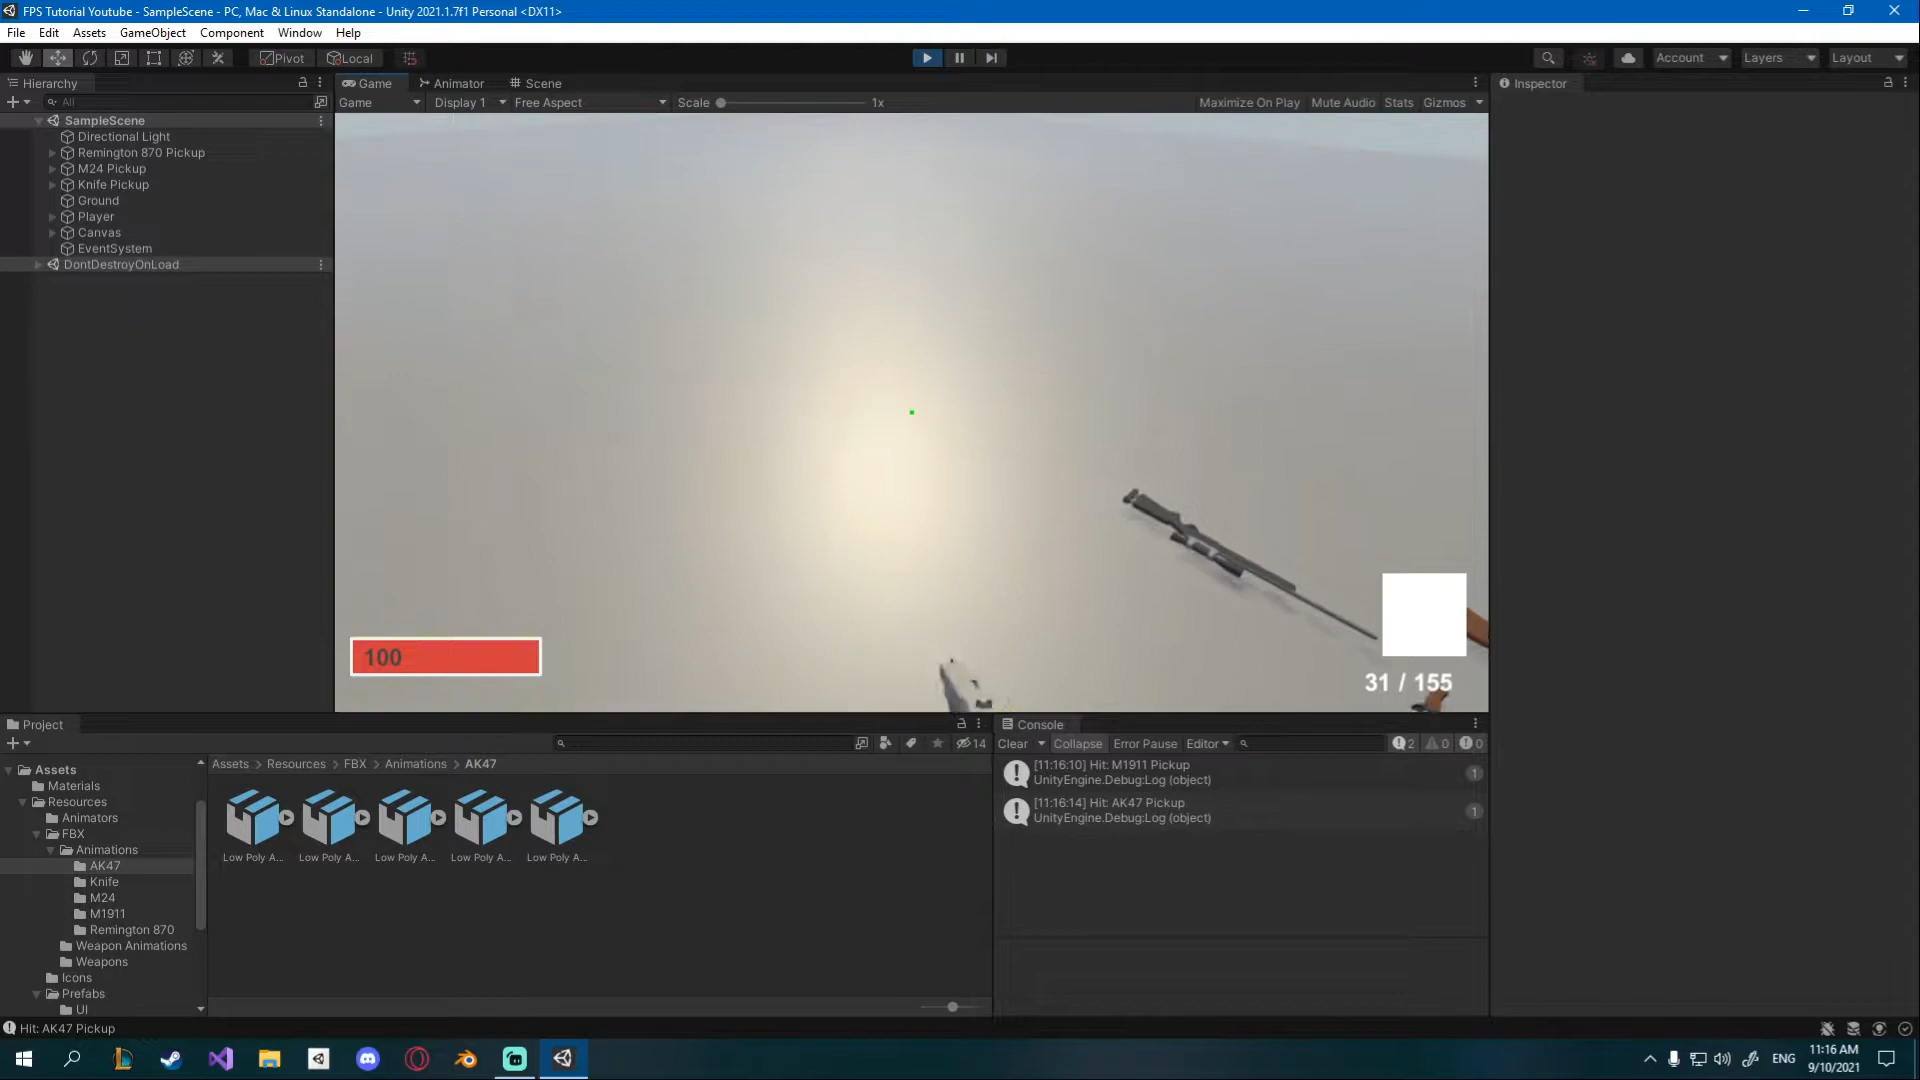 FPS Tutorial Youtube - SampleScene - PC, Mac & Linux Standalone - Unity 2021.1.7f1 Personal <DX11>
File Edit Assets GameObject Component Window Help
Pivot Local
Account Layers Layout
Hierarchy
All
SampleScene
Directional Light
Remington 870 Pickup
M24 Pickup
Knife Pickup
Ground
Player
Canvas
EventSystem
DontDestroyOnLoad
Game Animator Scene
Game Display 1 Free Aspect Scale 1x Maximize On Play Mute Audio Stats Gizmos
100
31 / 155
Inspector
Project
14
Assets
Materials
Resources
Animators
FBX
Animations
AK47
Knife
M24
M1911
Remington 870
Weapon Animations
Weapons
Icons
Prefabs
UI
Assets > Resources > FBX > Animations > AK47
Low Poly A... Low Poly A... Low Poly A... Low Poly A... Low Poly A...
Console
Clear Collapse Error Pause Editor 2 0 0
[11:16:10] Hit: M1911 Pickup
UnityEngine.Debug:Log (object)
1
[11:16:14] Hit: AK47 Pickup
UnityEngine.Debug:Log (object)
1
Hit: AK47 Pickup
ENG
11:16 AM
9/10/2021